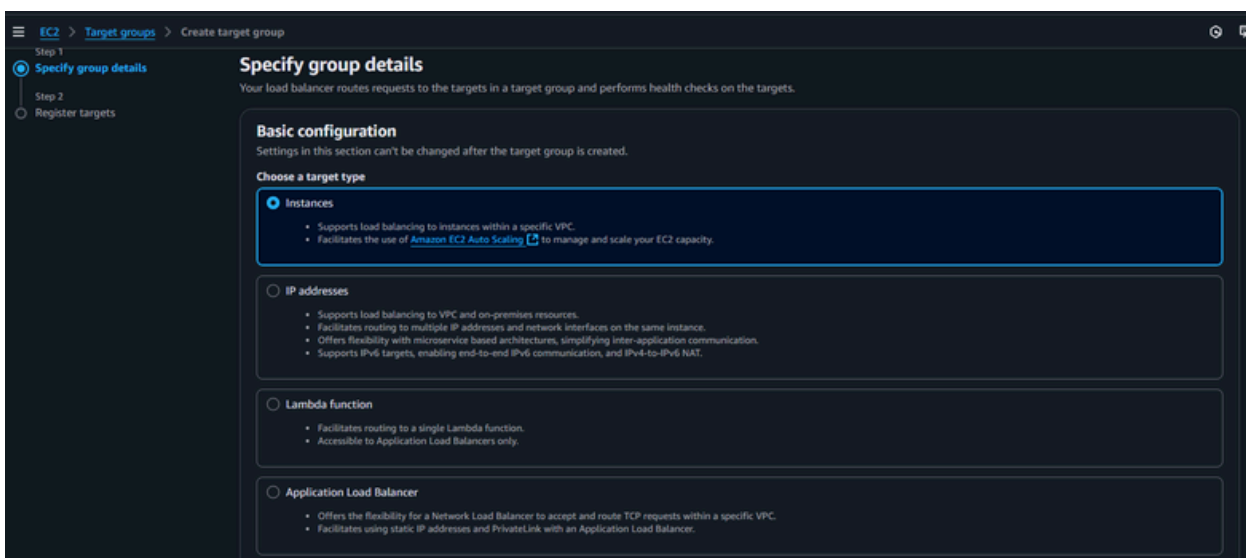 EC2 > Target groups > Create target group
Step 1
Specify group details
Step 2
Register targets
Specify group details
Your load balancer routes requests to the targets in a target group and performs health checks on the targets.
Basic configuration
Settings in this section can't be changed after the target group is created.
Choose a target type
Instances
• Supports load balancing to instances within a specific VPC.
• Facilitates the use of Amazon EC2 Auto Scaling to manage and scale your EC2 capacity.
IP addresses
• Supports load balancing to VPC and on-premises resources.
• Facilitates routing to multiple IP addresses and network interfaces on the same instance.
• Offers flexibility with microservice based architectures, simplifying inter-application communication.
• Supports IPv6 targets, enabling end-to-end IPv6 communication, and IPv4-to-IPv6 NAT.
Lambda function
• Facilitates routing to a single Lambda function.
• Accessible to Application Load Balancers only.
Application Load Balancer
• Offers the flexibility for a Network Load Balancer to accept and route TCP requests within a specific VPC.
• Facilitates using static IP addresses and PrivateLink with an Application Load Balancer.